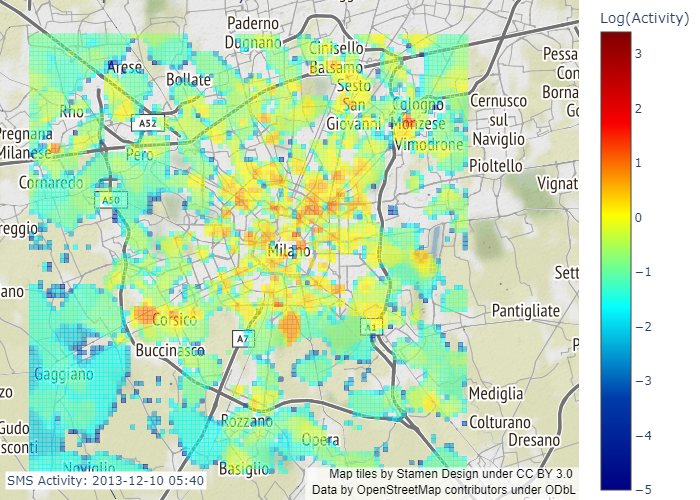 Log(Activity)
Paderno
Dugnano
Cinisello
Balsamo
Arese
Bollate
Sesto
San
Giovanni
Cologno
Monzese
Pessa
Con
Borna
Go
Rho
A52
Cernusco
sul
Naviglio
Pregnana
Milanese
Pero
Vimodrone
Pioltello
Cornaredo
A50
Vignat
reggio
Milano
Sett
ano
Pantigliate
Corsico
A1
A7
Buccinasco
P
Gaggiano
zo
Mediglia
Rozzano
Colturano
Gudo
sconti
Opera
Dresano
Noviglio
Basiglio
SMS Activity: 2013-12-10 05:40
Map tiles by Stamen Design under CC BY 3.0
Data by OpenStreetMap contributors under ODbL
3
2
1
0
−1
−2
−3
−4
−5